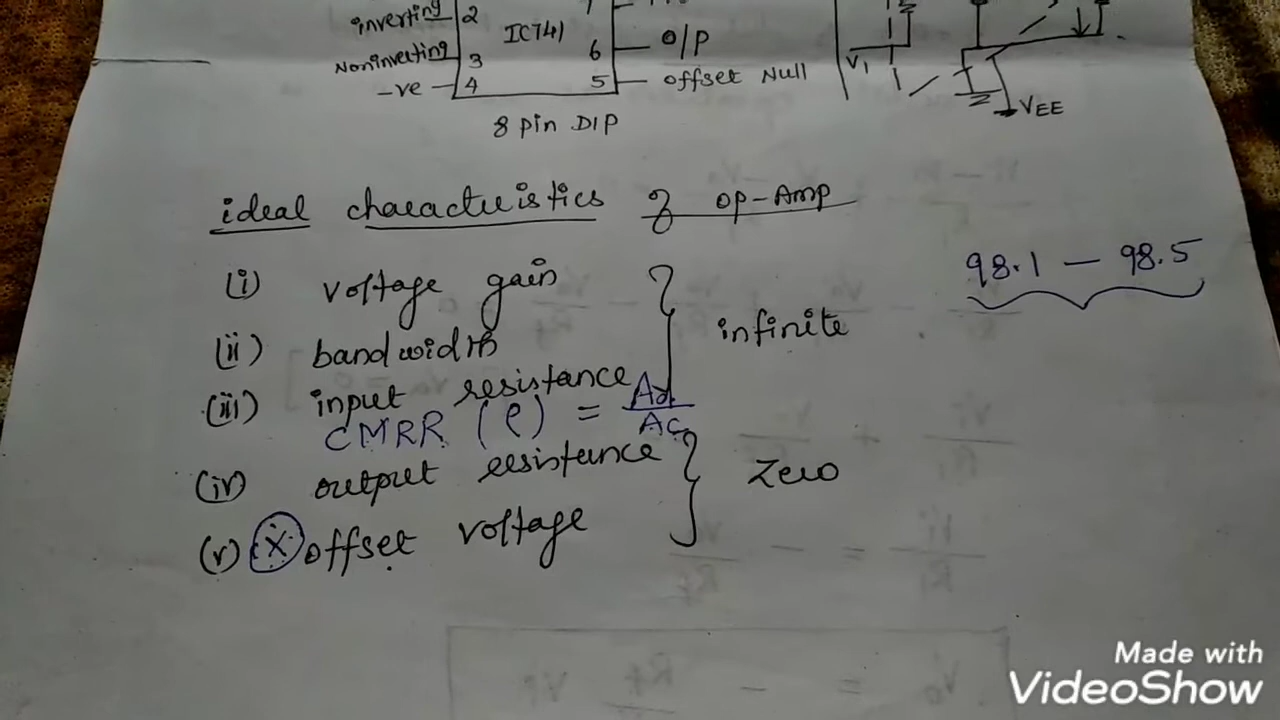 inverting 2
IC741
Noninverting 3
6 O/P
-ve 4
5 offset Null
V1
VEE
8 pin DIP
ideal characteristics of op-Amp
98.1 — 98.5
(i) voltage gain
(ii) bandwidth
infinite
(iii) input resistance
CMRR (ρ) = Ad/Ac
(iv) output resistance
zero
(v) X offset voltage
Made with
VideoShow